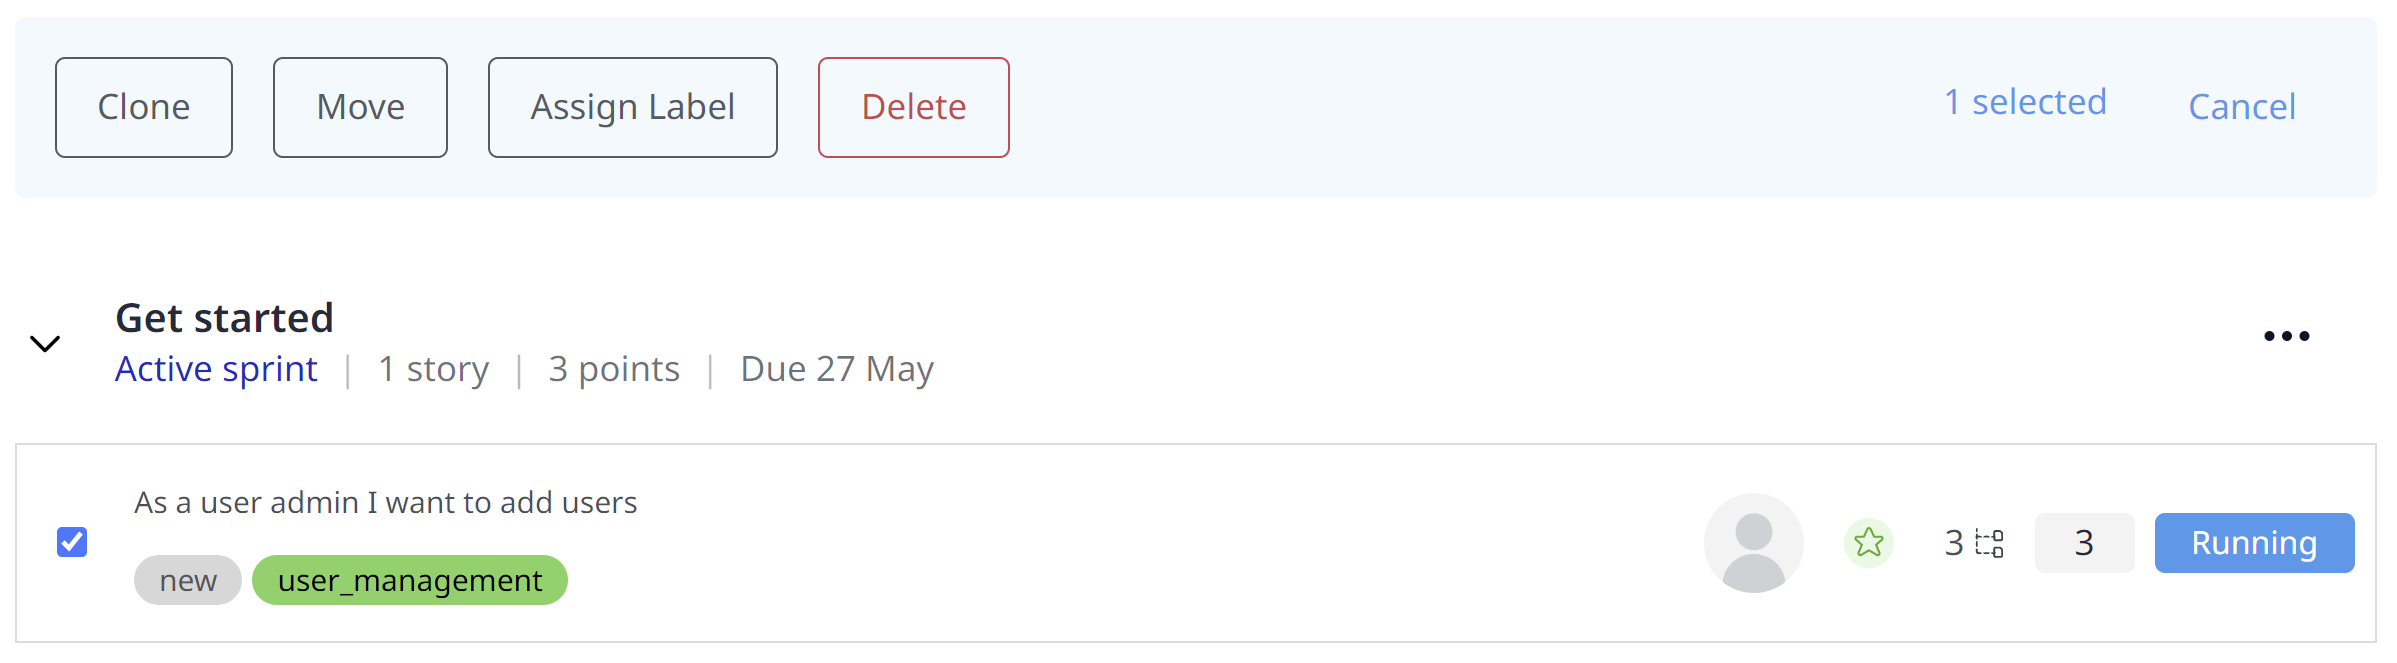 Clone Move Assign Label Delete 1 selected Cancel
Get started
Active sprint | 1 story | 3 points | Due 27 May
As a user admin I want to add users
new user_management
3 3 Running